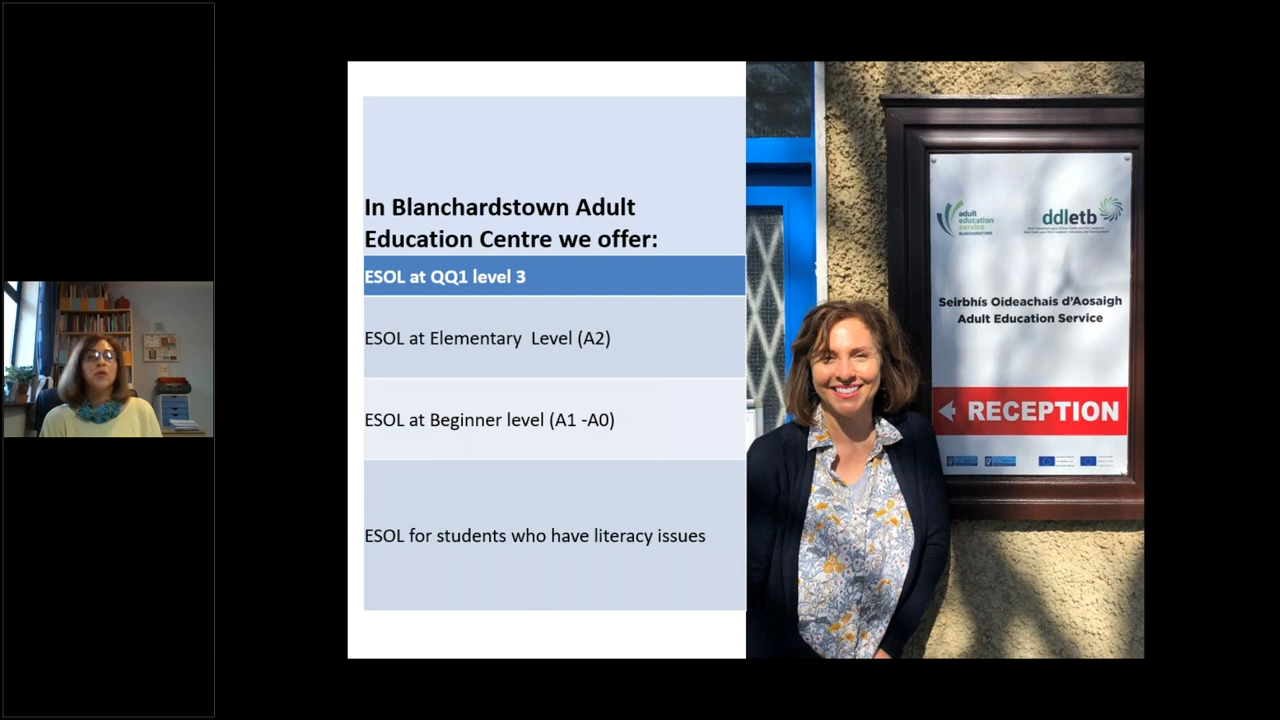 In Blanchardstown Adult
Education Centre we offer:
ESOL at QQ1 level 3
ESOL at Elementary Level (A2)
ESOL at Beginner level (A1 -A0)
ESOL for students who have literacy issues
adult
education
service
BLANCHARDSTOWN
ddletb
Seirbhís Oideachais d'Aosaigh
Adult Education Service
RECEPTION